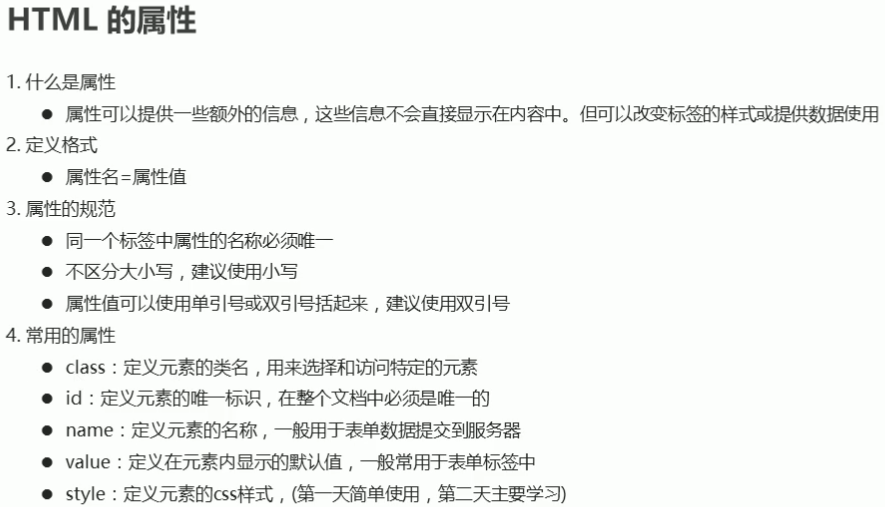 HTML 的属性
1. 什么是属性
● 属性可以提供一些额外的信息，这些信息不会直接显示在内容中。但可以改变标签的样式或提供数据使用
2. 定义格式
● 属性名=属性值
3. 属性的规范
● 同一个标签中属性的名称必须唯一
● 不区分大小写，建议使用小写
● 属性值可以使用单引号或双引号括起来，建议使用双引号
4. 常用的属性
● class：定义元素的类名，用来选择和访问特定的元素
● id：定义元素的唯一标识，在整个文档中必须是唯一的
● name：定义元素的名称，一般用于表单数据提交到服务器
● value：定义在元素内显示的默认值，一般常用于表单标签中
● style：定义元素的css样式，(第一天简单使用，第二天主要学习)